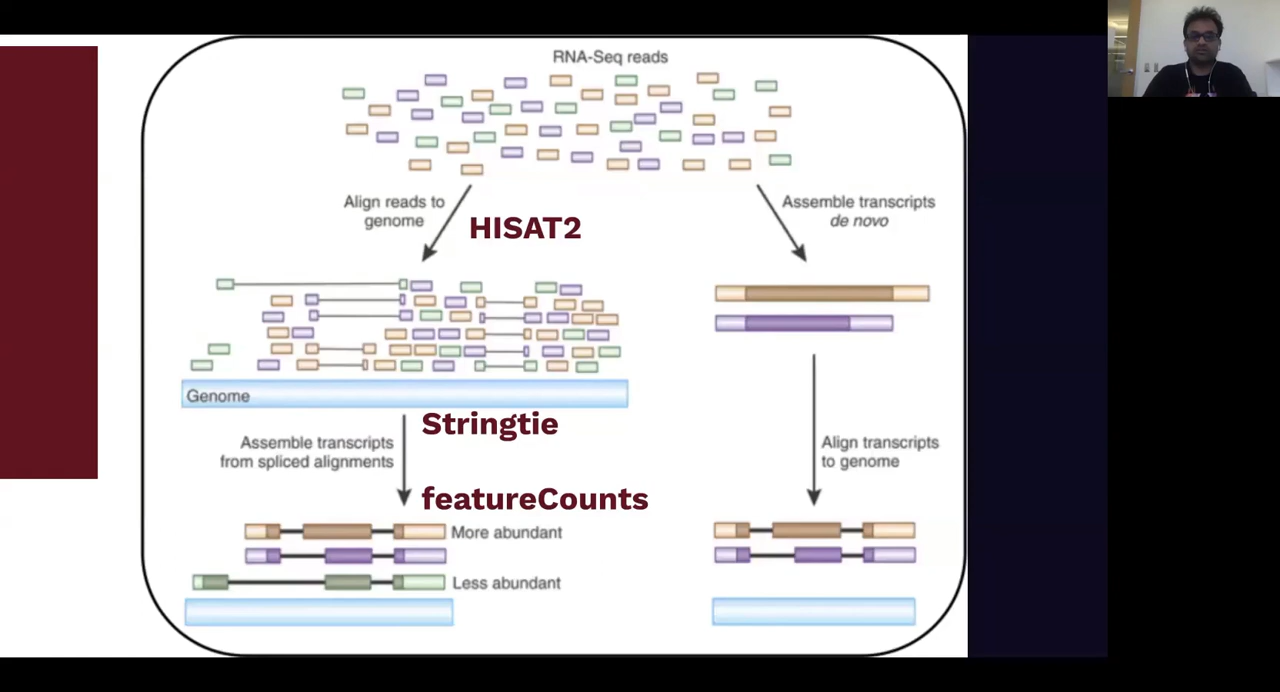 RNA-Seq reads
Align reads to
genome
HISAT2
Assemble transcripts
de novo
Genome
Stringtie
Assemble transcripts
from spliced alignments
Align transcripts
to genome
featureCounts
More abundant
Less abundant